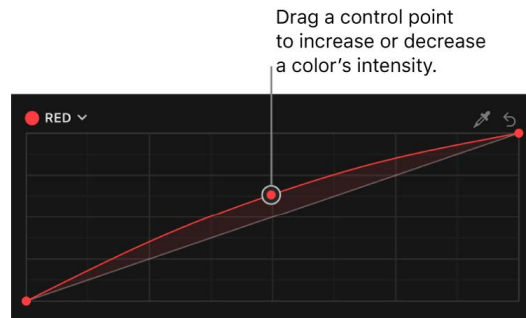 Drag a control point
to increase or decrease
a color’s intensity.
RED